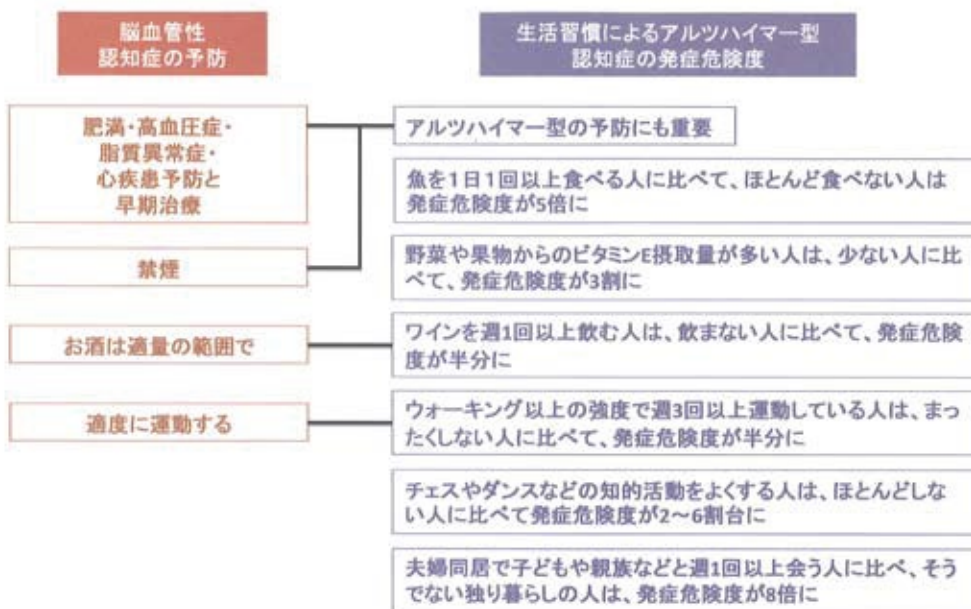 脳血管性
認知症の予防
生活習慣によるアルツハイマー型
認知症の発症危険度
肥満・高血圧症・
脂質異常症・
心疾患予防と
早期治療
禁煙
お酒は適量の範囲で
適度に運動する
アルツハイマー型の予防にも重要
魚を1日1回以上食べる人に比べて、ほとんど食べない人は
発症危険度が5倍に
野菜や果物からのビタミンE摂取量が多い人は、少ない人に比
べて、発症危険度が3割に
ワインを週1回以上飲む人は、飲まない人に比べて、発症危険
度が半分に
ウォーキング以上の強度で週3回以上運動している人は、まっ
たくしない人に比べて、発症危険度が半分に
チェスやダンスなどの知的活動をよくする人は、ほとんどしな
い人に比べて発症危険度が2～6割台に
夫婦同居で子どもや親族などと週1回以上会う人に比べ、そう
でない独り暮らしの人は、発症危険度が8倍に